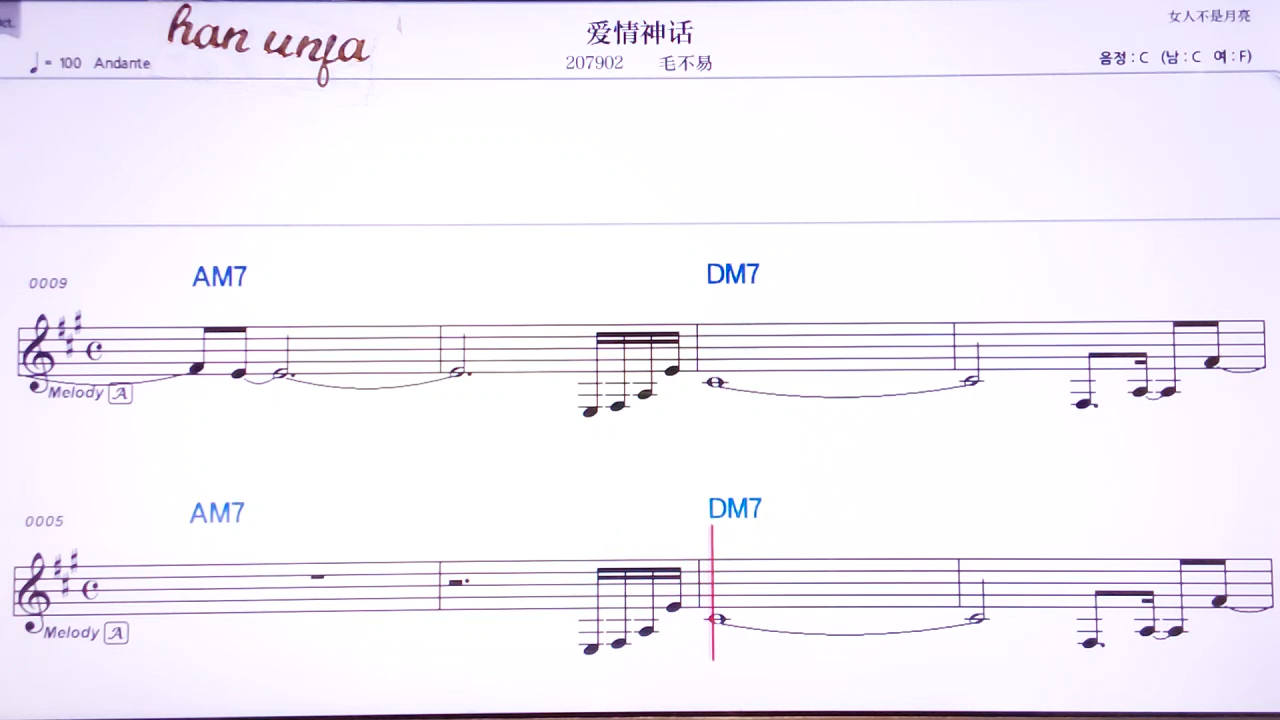 ct.
han unja
爱情神话
女人不是月亮
♩= 100 Andante
207902 毛不易
음정 : C (남 : C 여 : F)
0009
AM7
DM7
Melody A
0005
AM7
DM7
Melody A